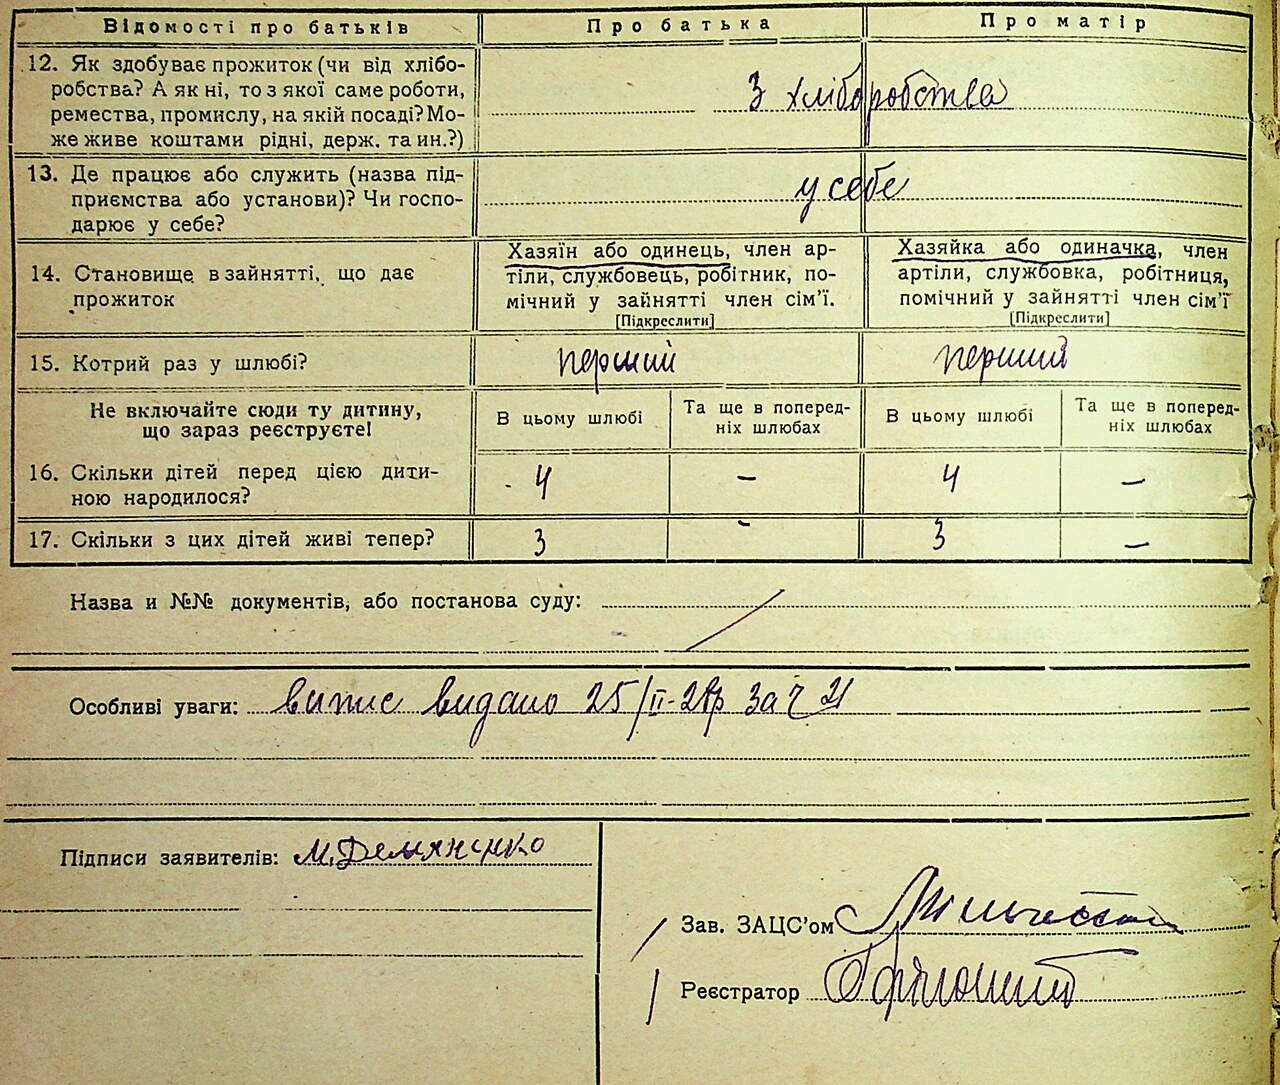 Відомості про батьків Про батька Про матір
12. Як здобуває прожиток (чи від хлібо-
робства? А як ні, то з якої саме роботи,
ремества, промислу, на якій посаді? Мо-
же живе коштами рідні, держ. та ин.?)
З хліборобства
13. Де працює або служить (назва під-
приємства або установи)? Чи госпо-
дарює у себе?
у себе
14. Становище в зайнятті, що дає
прожиток
Хазяїн або одинець, член ар-
тіли, службовець, робітник, по-
мічний у зайнятті член сім’ї.
[Підкреслити]
Хазяйка або одиначка, член
артіли, службовка, робітниця,
помічний у зайнятті член сім’ї
[Підкреслити]
15. Котрий раз у шлюбі? перший перший
Не включайте сюди ту дитину,
що зараз реєструєте!
В цьому шлюбі
Та ще в поперед-
ніх шлюбах
В цьому шлюбі
Та ще в поперед-
ніх шлюбах
16. Скільки дітей перед цією дити-
ною народилося?
4 – 4 –
17. Скільки з цих дітей живі тепер? 3 - 3 –
Назва и №№ документів, або постанова суду:
Особливі уваги: випис видано 25/II-28р за ч 21
Підписи заявителів: М. Демяненко
Зав. ЗАЦС’ом
Реєстратор